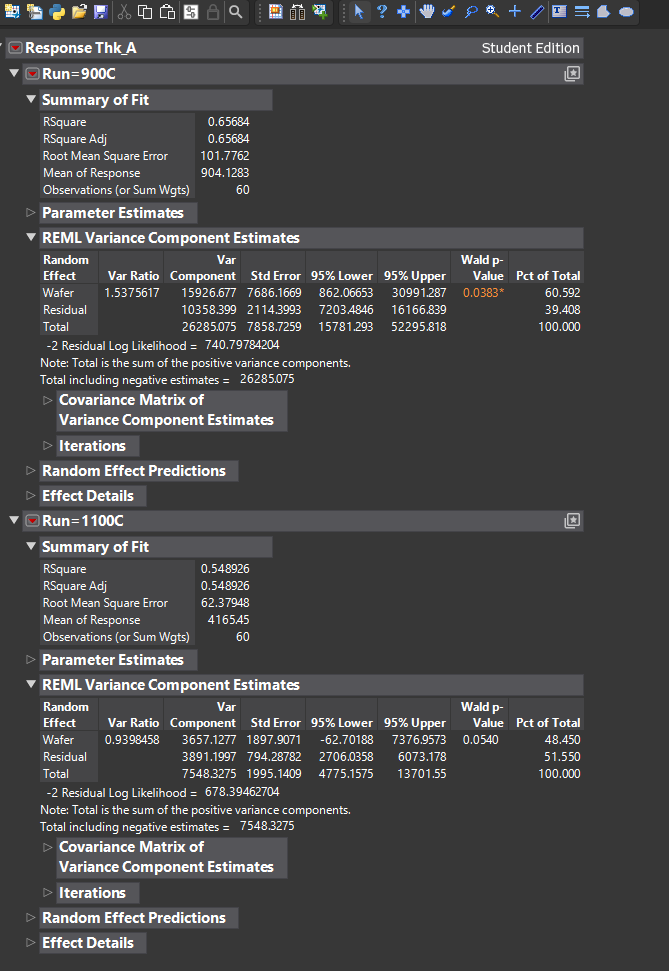 Response Thk_A Student Edition
Run=900C
Summary of Fit
RSquare 0.65684
RSquare Adj 0.65684
Root Mean Square Error 101.7762
Mean of Response 904.1283
Observations (or Sum Wgts) 60
Parameter Estimates
REML Variance Component Estimates
Random Var Wald p-
Effect Var Ratio Component Std Error 95% Lower 95% Upper Value Pct of Total
Wafer 1.5375617 15926.677 7686.1669 862.06653 30991.287 0.0383* 60.592
Residual 10358.399 2114.3993 7203.4846 16166.839 39.408
Total 26285.075 7858.7259 15781.293 52295.818 100.000
-2 Residual Log Likelihood = 740.79784204
Note: Total is the sum of the positive variance components.
Total including negative estimates = 26285.075
Covariance Matrix of
Variance Component Estimates
Iterations
Random Effect Predictions
Effect Details
Run=1100C
Summary of Fit
RSquare 0.548926
RSquare Adj 0.548926
Root Mean Square Error 62.37948
Mean of Response 4165.45
Observations (or Sum Wgts) 60
Parameter Estimates
REML Variance Component Estimates
Random Var Wald p-
Effect Var Ratio Component Std Error 95% Lower 95% Upper Value Pct of Total
Wafer 0.9398458 3657.1277 1897.9071 -62.70188 7376.9573 0.0540 48.450
Residual 3891.1997 794.28782 2706.0358 6073.178 51.550
Total 7548.3275 1995.1409 4775.1575 13701.55 100.000
-2 Residual Log Likelihood = 678.39462704
Note: Total is the sum of the positive variance components.
Total including negative estimates = 7548.3275
Covariance Matrix of
Variance Component Estimates
Iterations
Random Effect Predictions
Effect Details